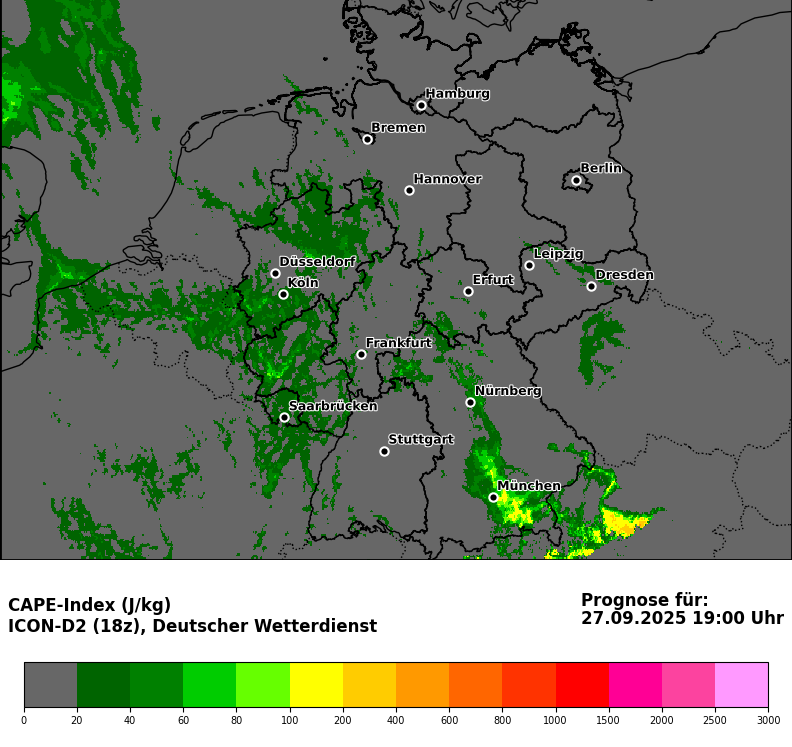 Hamburg
Bremen
Berlin
Hannover
Leipzig
Düsseldorf
Dresden
Köln
Erfurt
Frankfurt
Nürnberg
Saarbrücken
Stuttgart
München
CAPE-Index (J/kg)
ICON-D2 (18z), Deutscher Wetterdienst
Prognose für:
27.09.2025 19:00 Uhr
0 20 40 60 80 100 200 400 600 800 1000 1500 2000 2500 3000